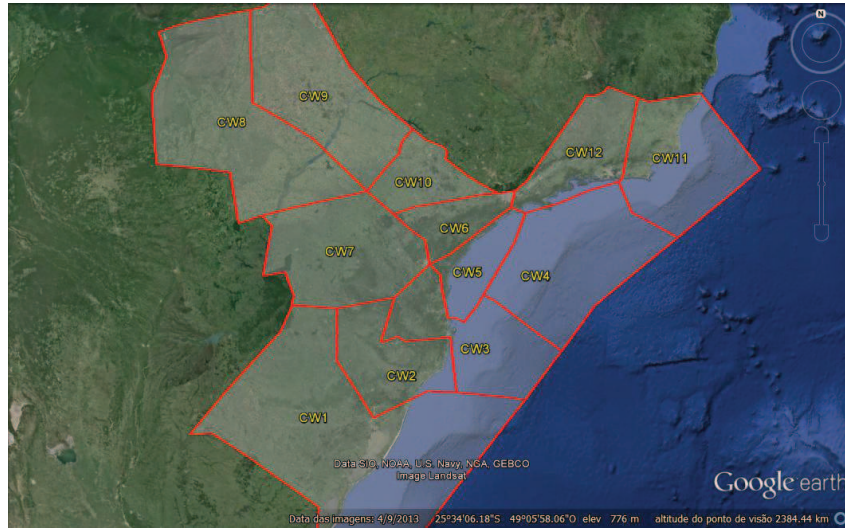 N
CW9
CW8
CW12
CW11
CW10
CW6
CW7
CW5
CW4
CW3
CW2
CW1
Data SIO, NOAA, U.S. Navy, NGA, GEBCO
Image Landsat
Google earth
Data das imagens: 4/9/2013 25°34'06.18"S 49°05'58.06"O elev 776 m altitude do ponto de visão 2384.44 km